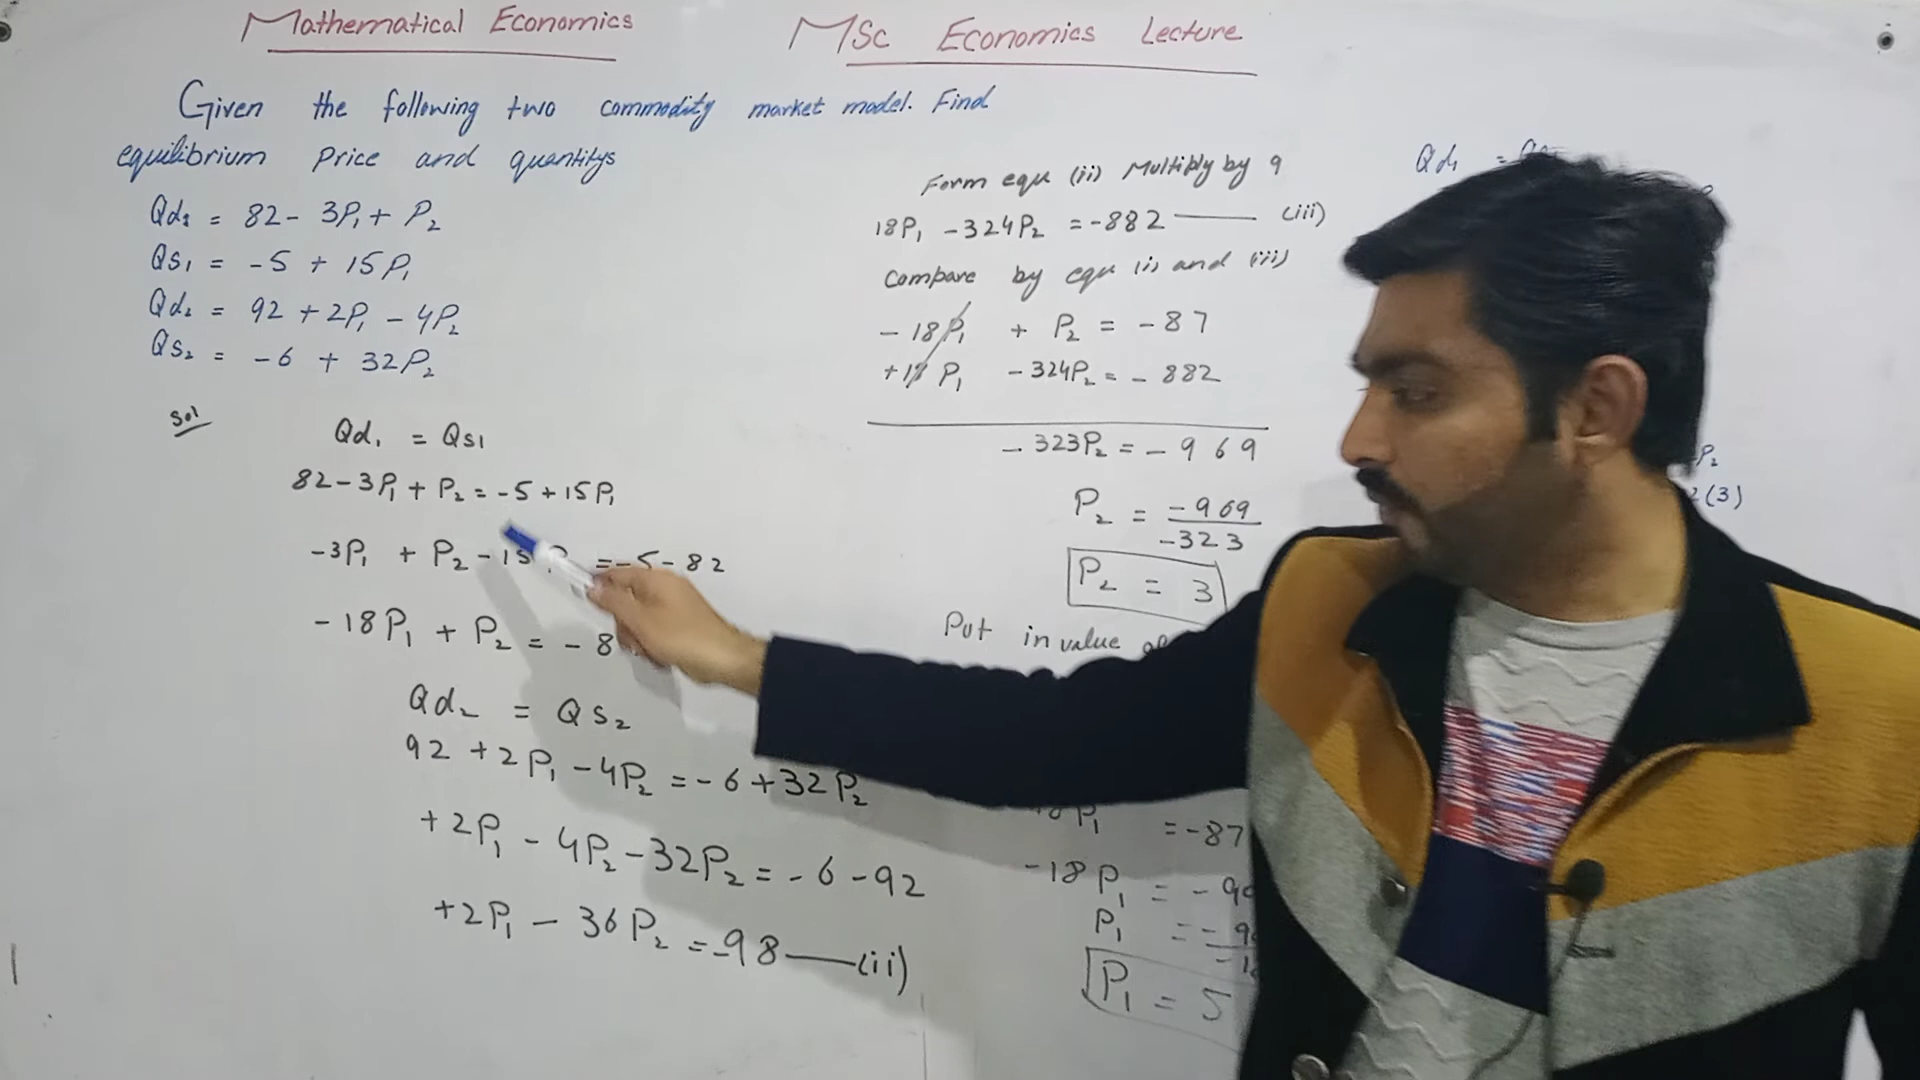 Mathematical Economics
MSc Economics Lecture
Given the following two commodity market model. Find
equilibrium Price and quantitys
Qd₁ = 82 - 3P₁ + P₂
Qs₁ = -5 + 15P₁
Qd₂ = 92 + 2P₁ - 4P₂
Qs₂ = -6 + 32P₂
Sol
Qd₁ = Qs₁
82 - 3P₁ + P₂ = -5 + 15P₁
-3P₁ + P₂ - 15 = -5 - 82
-18P₁ + P₂ = - 8
Qd₂ = Qs₂
92 + 2P₁ - 4P₂ = -6 + 32P₂
+2P₁ - 4P₂ - 32P₂ = -6 - 92
+2P₁ - 36P₂ = -98 —— (ii)
Form equ (ii) Multiply by 9
18P₁ - 324P₂ = -882 —— (iii)
Compare by equ (i) and (iii)
- 18P₁ + P₂ = - 87
+18P₁ - 324P₂ = - 882
- 323P₂ = - 969
P₂ = -969 / -323
P₂ = 3
Put in value
= -87
-18P₁ = -90
P₁ =
P₁ = 5
Qd₁ =
P₂
(3)